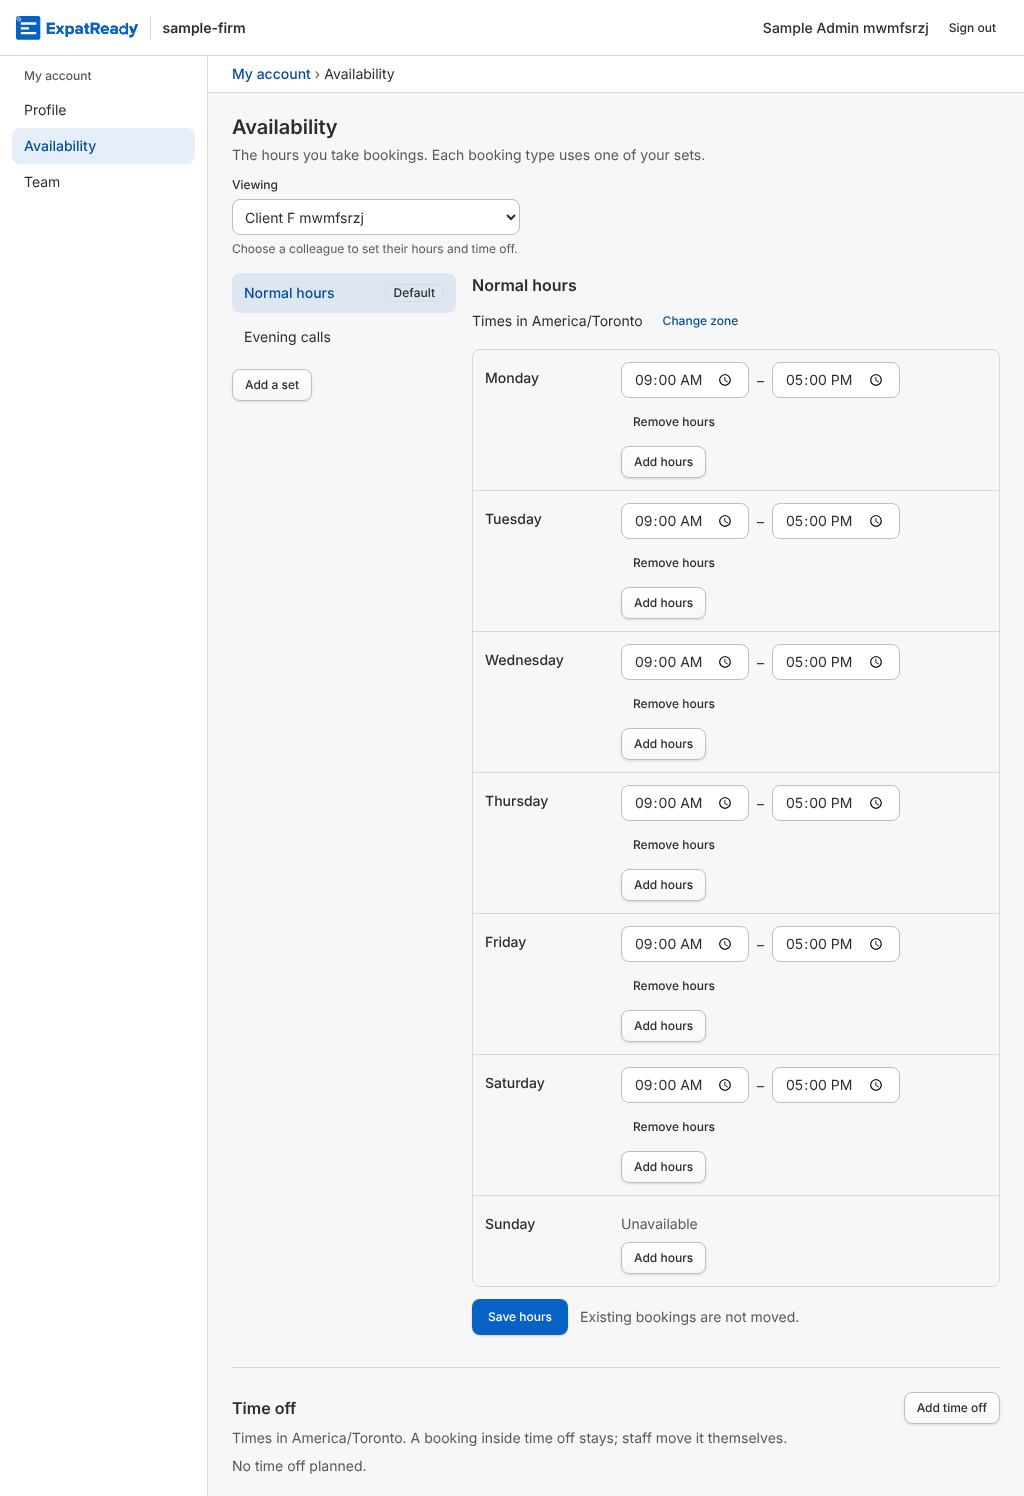 ExpatReady
sample-firm
Sample Admin mwmfsrzj
Sign out
My account
Profile
Availability
Team
My account › Availability
Availability
The hours you take bookings. Each booking type uses one of your sets.
Viewing
Client F mwmfsrzj
Choose a colleague to set their hours and time off.
Normal hours
Default
Evening calls
Add a set
Normal hours
Times in America/Toronto
Change zone
Monday
09:00 AM – 05:00 PM
Remove hours
Add hours
Tuesday
09:00 AM – 05:00 PM
Remove hours
Add hours
Wednesday
09:00 AM – 05:00 PM
Remove hours
Add hours
Thursday
09:00 AM – 05:00 PM
Remove hours
Add hours
Friday
09:00 AM – 05:00 PM
Remove hours
Add hours
Saturday
09:00 AM – 05:00 PM
Remove hours
Add hours
Sunday
Unavailable
Add hours
Save hours
Existing bookings are not moved.
Time off
Add time off
Times in America/Toronto. A booking inside time off stays; staff move it themselves.
No time off planned.